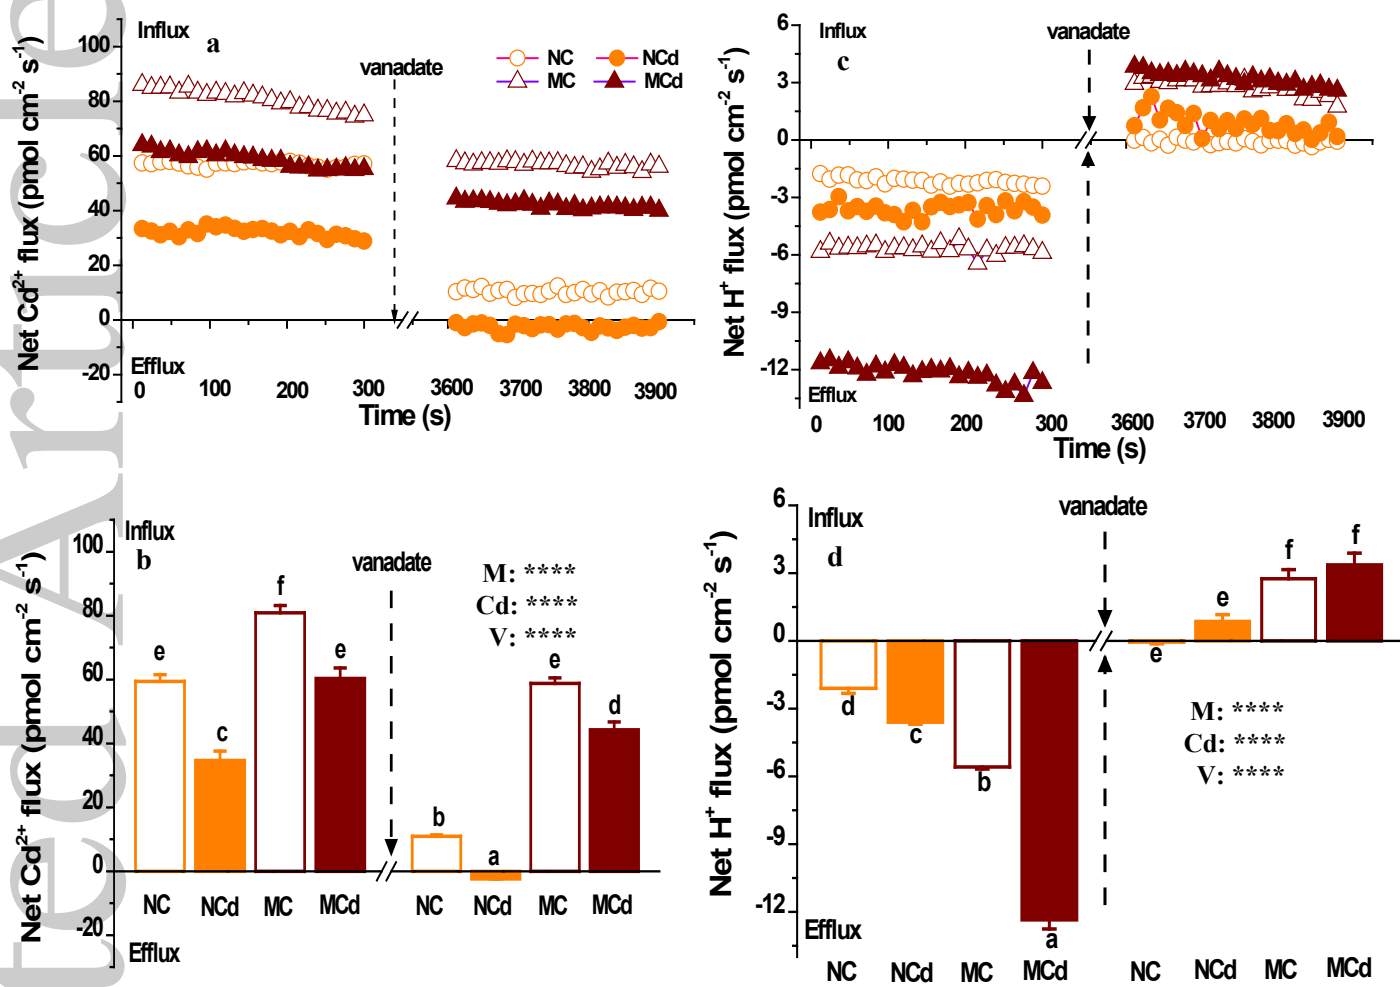 ted Article
Influx
a
vanadate
NC
NCd
MC
MCd
100
80
60
40
20
0
-20
Efflux
0 100 200 300 3600 3700 3800 3900
Time (s)
Net Cd²⁺ flux (pmol cm⁻² s⁻¹)
6
3
0
-3
-6
-9
-12
Influx
c
vanadate
Efflux
0 100 200 300 3600 3700 3800 3900
Time (s)
Net H⁺ flux (pmol cm⁻² s⁻¹)
Influx
b
vanadate
M: ****
Cd: ****
V: ****
100
80
60
40
20
0
-20
e c f e b a e d
NC NCd MC MCd NC NCd MC MCd
Efflux
Net Cd²⁺ flux (pmol cm⁻² s⁻¹)
6
3
0
-3
-6
-9
-12
Influx
d
vanadate
d c b a e e f f
M: ****
Cd: ****
V: ****
Efflux
NC NCd MC MCd NC NCd MC MCd
Net H⁺ flux (pmol cm⁻² s⁻¹)